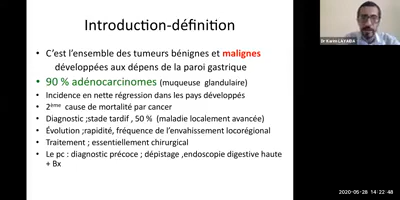 Introduction-définition
• C'est l'ensemble des tumeurs bénignes et malignes
développées aux dépens de la paroi gastrique
• 90 % adénocarcinomes (muqueuse glandulaire)
• Incidence en nette régression dans les pays développés
• 2ème cause de mortalité par cancer
• Diagnostic ;stade tardif , 50 % (maladie localement avancée)
• Évolution ;rapidité, fréquence de l'envahissement locorégional
• Traitement ; essentiellement chirurgical
• Le pc : diagnostic précoce ; dépistage ,endoscopie digestive haute
+ Bx
Dr Karim LAYADA
2020-05-28 14:22:48